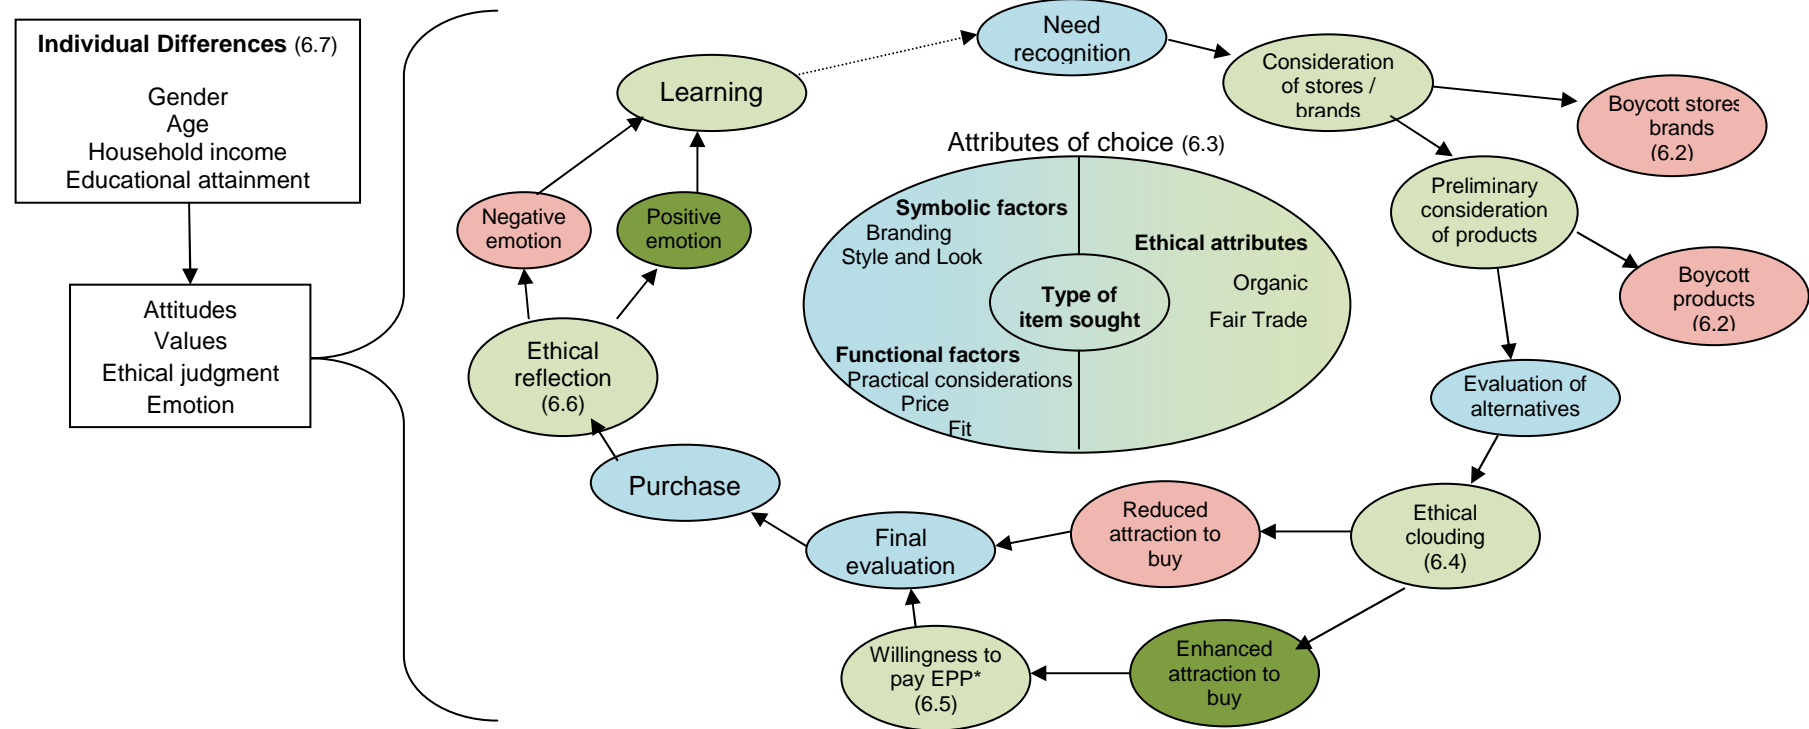 Individual Differences (6.7)
Gender
Age
Household income
Educational attainment
Attitudes
Values
Ethical judgment
Emotion
Need
recognition
Consideration
of stores /
brands
Boycott stores
brands
(6.2)
Preliminary
consideration
of products
Boycott
products
(6.2)
Evaluation of
alternatives
Ethical
clouding
(6.4)
Reduced
attraction to
buy
Enhanced
attraction to
buy
Willingness to
pay EPP*
(6.5)
Final
evaluation
Purchase
Ethical
reflection
(6.6)
Negative
emotion
Positive
emotion
Learning
Attributes of choice (6.3)
Symbolic factors
Branding
Style and Look
Ethical attributes
Organic
Fair Trade
Type of
item sought
Functional factors
Practical considerations
Price
Fit